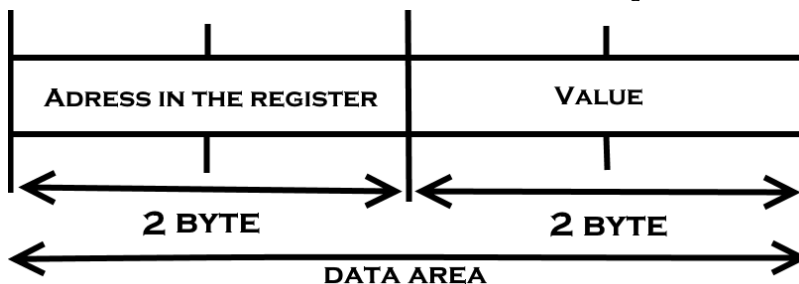 ADRESS IN THE REGISTER
VALUE
2 BYTE
2 BYTE
DATA AREA